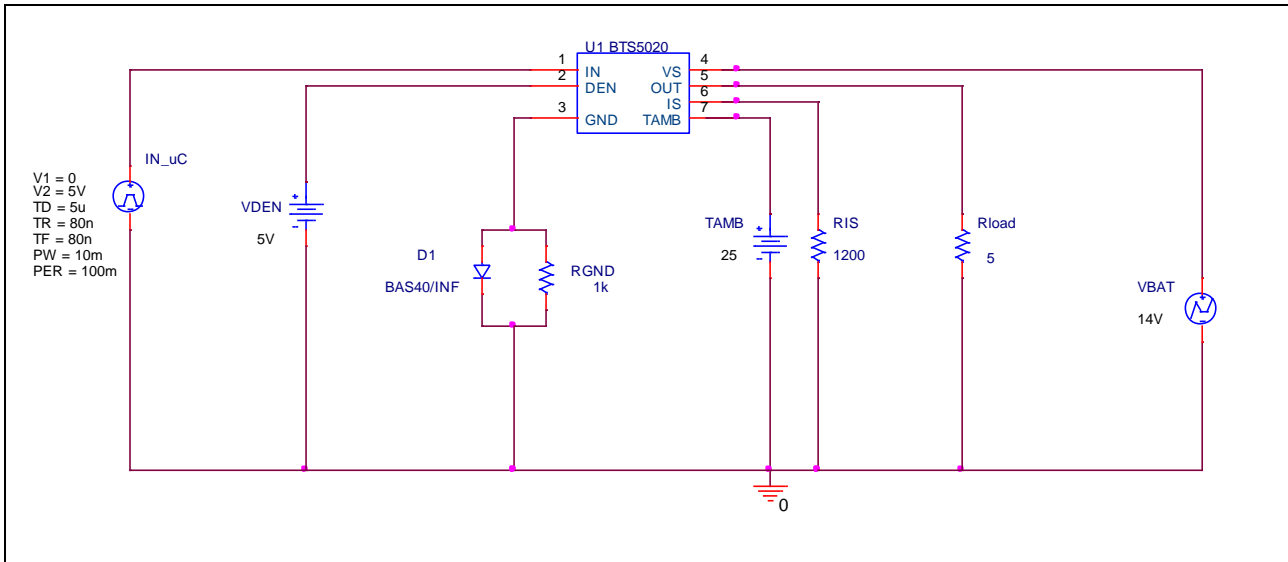 U1 BTS5020
1
IN
2
DEN
3
GND
VS
4
OUT
5
IS
6
TAMB
7
IN_uC
V1 = 0
V2 = 5V
TD = 5u
TR = 80n
TF = 80n
PW = 10m
PER = 100m
+
-
VDEN
+
-
5V
D1
BAS40/INF
RGND
1k
TAMB
+
-
25
RIS
1200
Rload
5
VBAT
+
-
14V
0